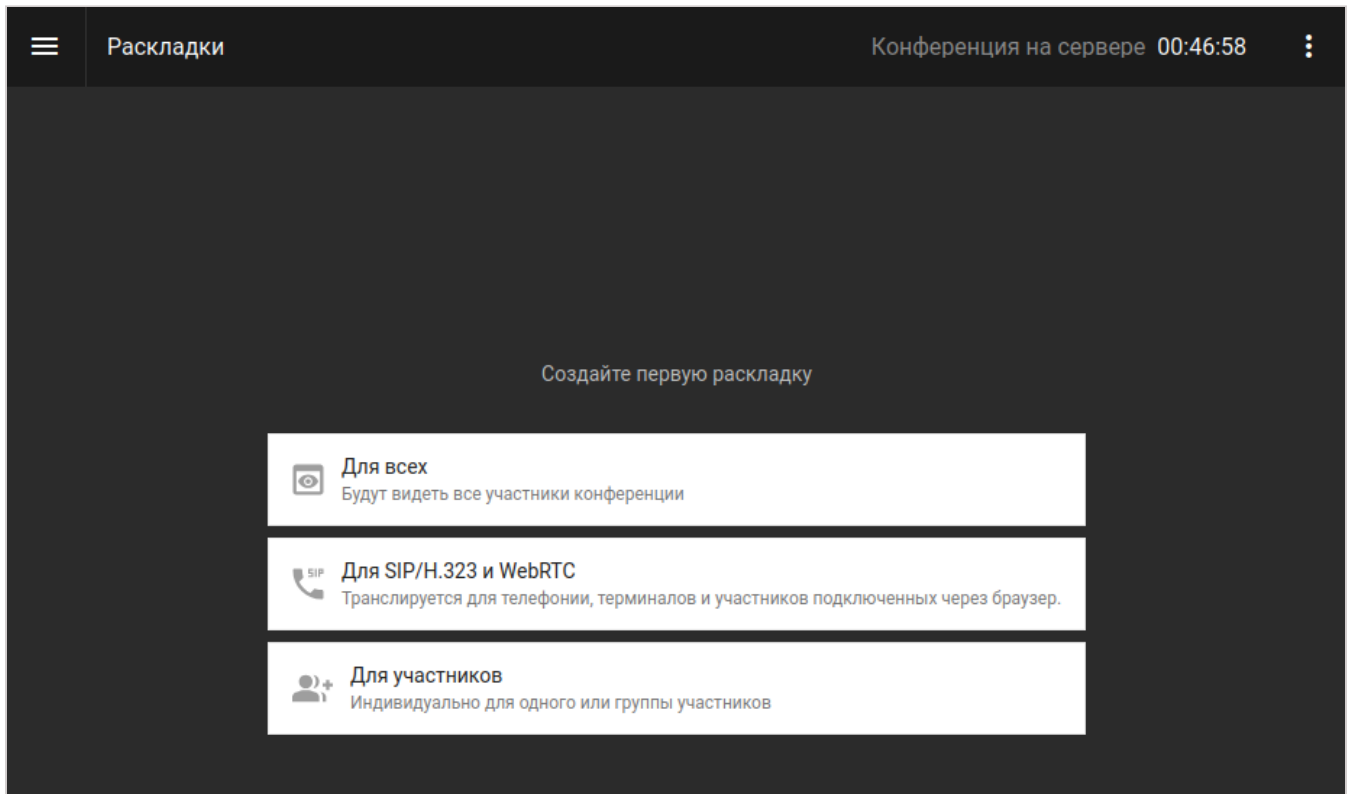 Раскладки
Конференция на сервере 00:46:58
Создайте первую раскладку
Для всех
Будут видеть все участники конференции
SIP
Для SIP/H.323 и WebRTC
Транслируется для телефонии, терминалов и участников подключенных через браузер.
Для участников
Индивидуально для одного или группы участников